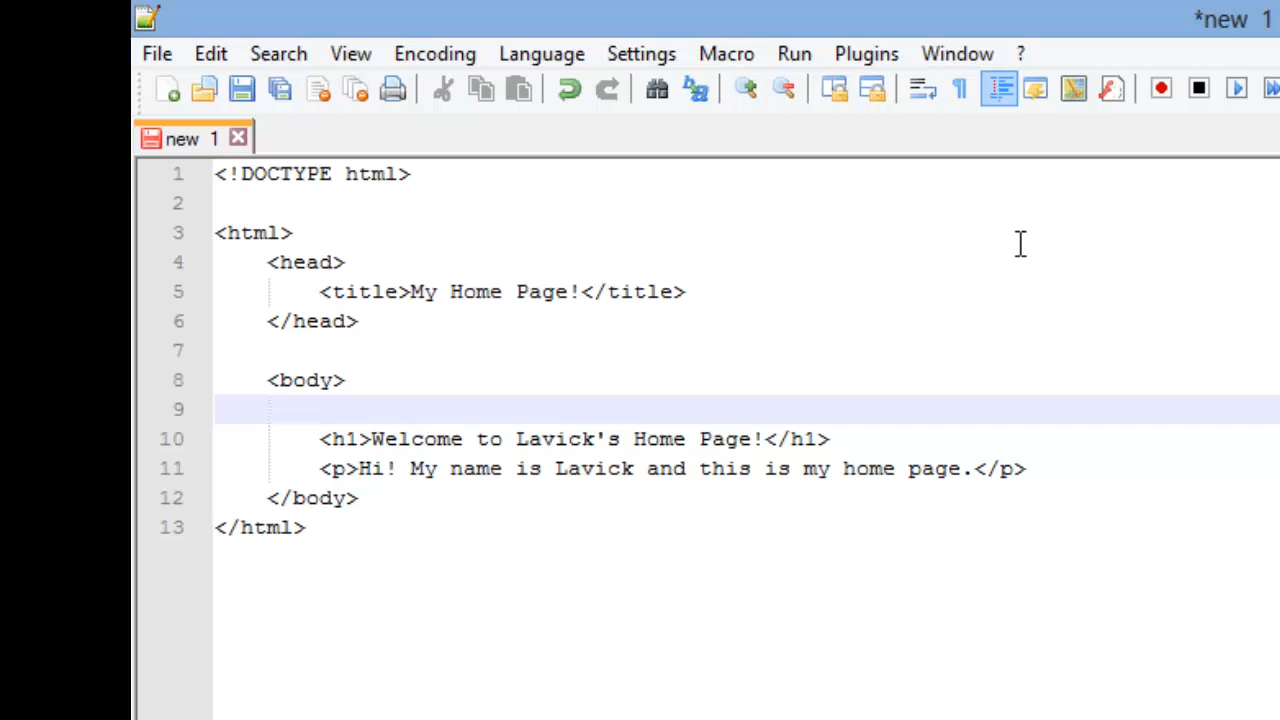 *new 1
File Edit Search View Encoding Language Settings Macro Run Plugins Window ?
new 1
1 <!DOCTYPE html>
2
3 <html>
4 <head>
5 <title>My Home Page!</title>
6 </head>
7
8 <body>
9
10 <h1>Welcome to Lavick's Home Page!</h1>
11 <p>Hi! My name is Lavick and this is my home page.</p>
12 </body>
13 </html>